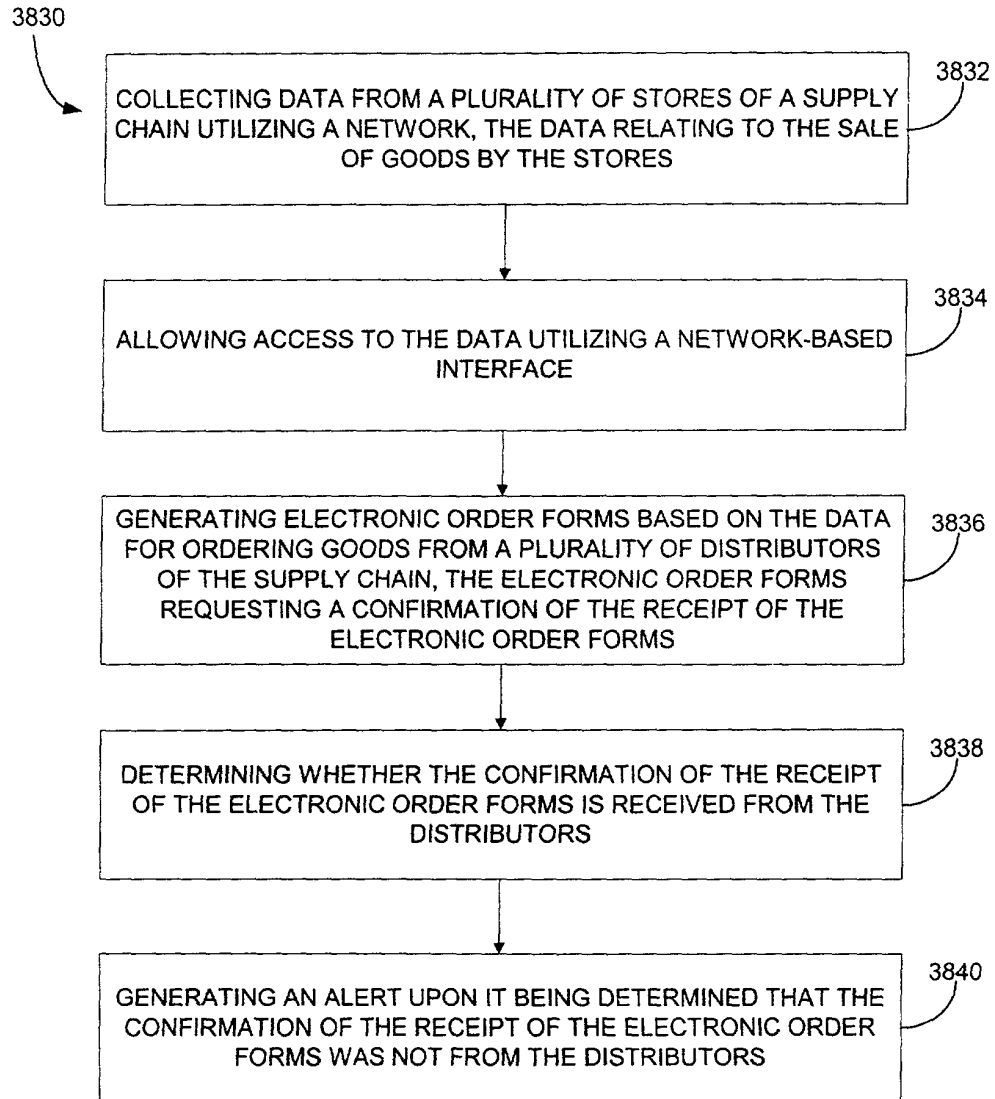 3830
COLLECTING DATA FROM A PLURALITY OF STORES OF A SUPPLY
CHAIN UTILIZING A NETWORK, THE DATA RELATING TO THE SALE
OF GOODS BY THE STORES
3832
ALLOWING ACCESS TO THE DATA UTILIZING A NETWORK-BASED
INTERFACE
3834
GENERATING ELECTRONIC ORDER FORMS BASED ON THE DATA
FOR ORDERING GOODS FROM A PLURALITY OF DISTRIBUTORS
OF THE SUPPLY CHAIN, THE ELECTRONIC ORDER FORMS
REQUESTING A CONFIRMATION OF THE RECEIPT OF THE
ELECTRONIC ORDER FORMS
3836
DETERMINING WHETHER THE CONFIRMATION OF THE RECEIPT
OF THE ELECTRONIC ORDER FORMS IS RECEIVED FROM THE
DISTRIBUTORS
3838
GENERATING AN ALERT UPON IT BEING DETERMINED THAT THE
CONFIRMATION OF THE RECEIPT OF THE ELECTRONIC ORDER
FORMS WAS NOT FROM THE DISTRIBUTORS
3840